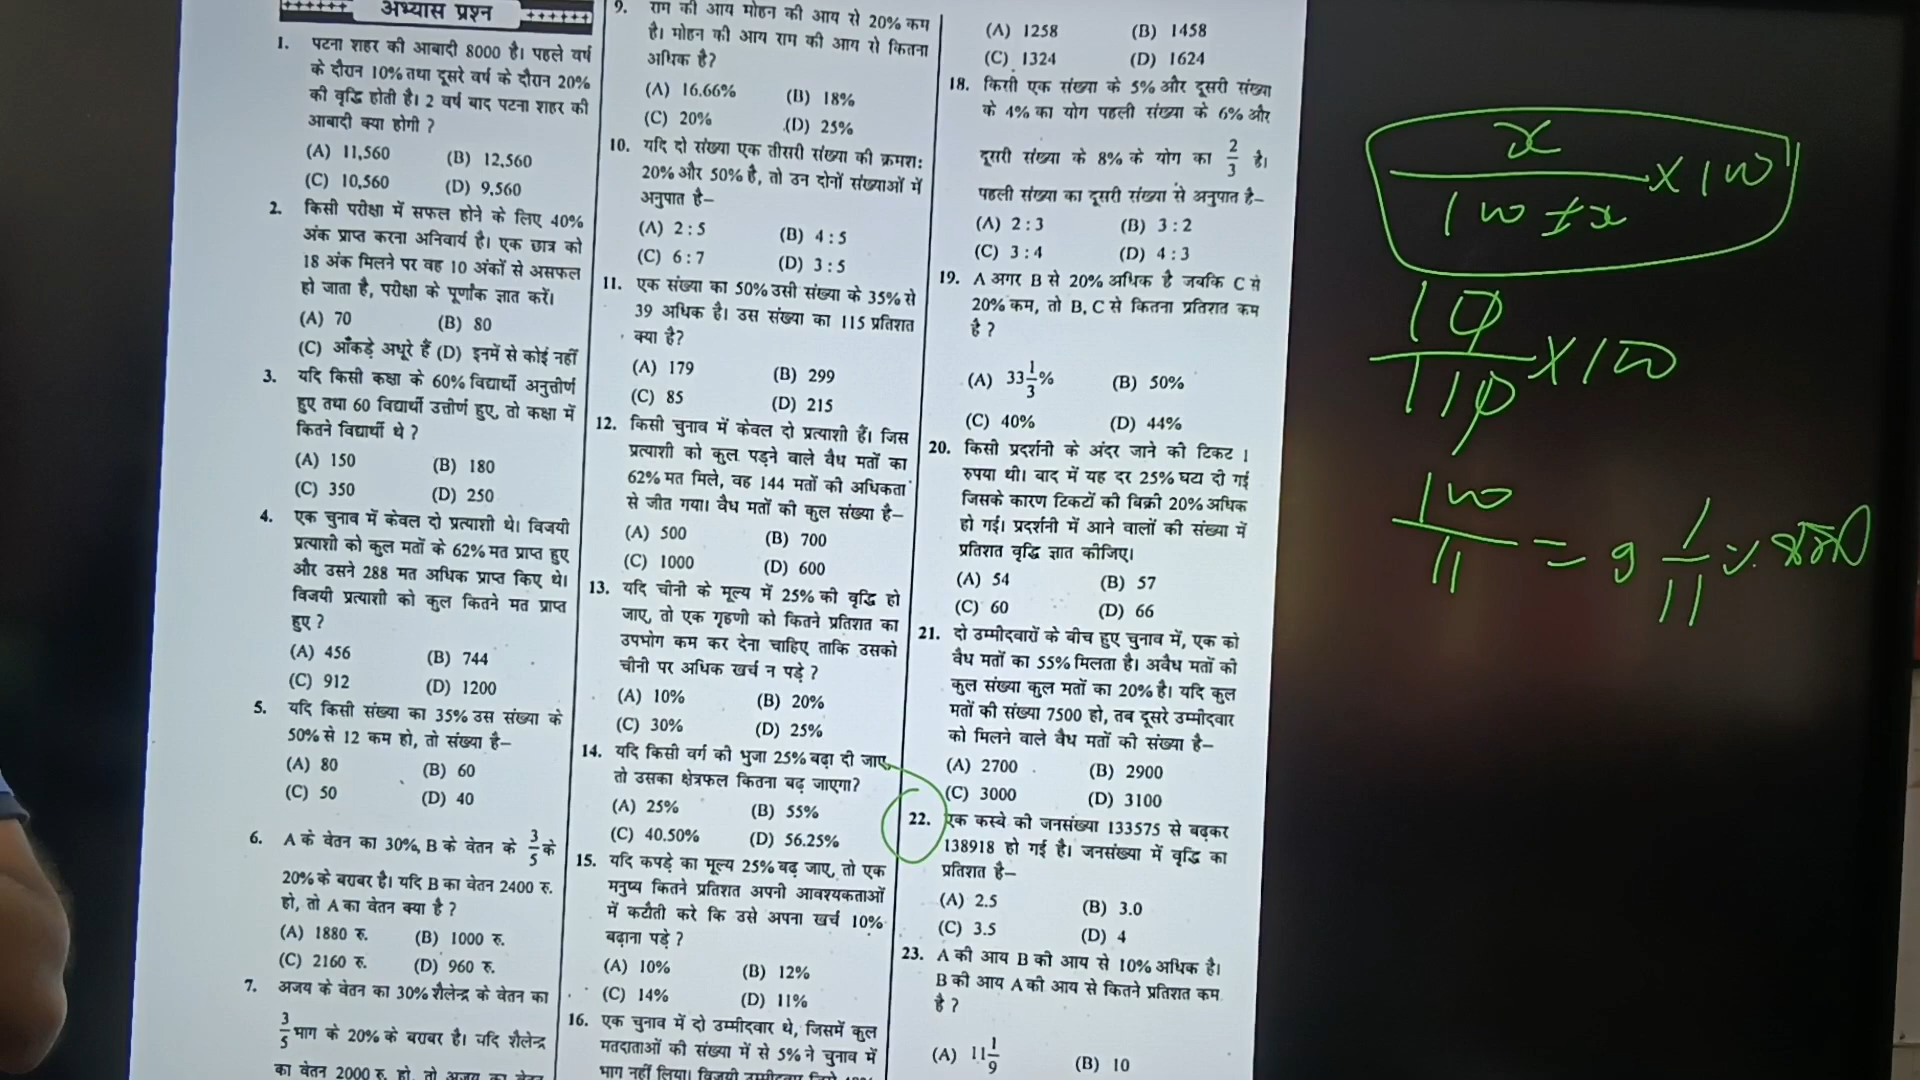 अभ्यास प्रश्न
1. पटना शहर की आबादी 8000 है। पहले वर्ष
के दौरान 10% तथा दूसरे वर्ष के दौरान 20%
की वृद्धि होती है। 2 वर्ष बाद पटना शहर की
आबादी क्या होगी ?
(A) 11,560 (B) 12,560
(C) 10,560 (D) 9,560
2. किसी परीक्षा में सफल होने के लिए 40%
अंक प्राप्त करना अनिवार्य है। एक छात्र को
18 अंक मिलने पर वह 10 अंकों से असफल
हो जाता है, परीक्षा के पूर्णांक ज्ञात करें।
(A) 70 (B) 80
(C) आँकड़े अधूरे हैं (D) इनमें से कोई नहीं
3. यदि किसी कक्षा के 60% विद्यार्थी अनुत्तीर्ण
हुए तथा 60 विद्यार्थी उत्तीर्ण हुए, तो कक्षा में
कितने विद्यार्थी थे ?
(A) 150 (B) 180
(C) 350 (D) 250
4. एक चुनाव में केवल दो प्रत्याशी थे। विजयी
प्रत्याशी को कुल मतों के 62% मत प्राप्त हुए
और उसने 288 मत अधिक प्राप्त किए थे।
विजयी प्रत्याशी को कुल कितने मत प्राप्त
हुए ?
(A) 456 (B) 744
(C) 912 (D) 1200
5. यदि किसी संख्या का 35% उस संख्या के
50% से 12 कम हो, तो संख्या है–
(A) 80 (B) 60
(C) 50 (D) 40
6. A के वेतन का 30%, B के वेतन के 3/5 के
20% के बराबर है। यदि B का वेतन 2400 रु.
हो, तो A का वेतन क्या है ?
(A) 1880 रु. (B) 1000 रु.
(C) 2160 रु. (D) 960 रु.
7. अजय के वेतन का 30% शैलेन्द्र के वेतन का
3/5 भाग के 20% के बराबर है। यदि शैलेन्द्र
का वेतन 2000 रु. हो, तो अजय का वेतन
9. राम की आय मोहन की आय से 20% कम
है। मोहन की आय राम की आय से कितना
अधिक है?
(A) 16.66% (B) 18%
(C) 20% (D) 25%
10. यदि दो संख्या एक तीसरी संख्या की क्रमशः
20% और 50% है, तो उन दोनों संख्याओं में
अनुपात है–
(A) 2 : 5 (B) 4 : 5
(C) 6 : 7 (D) 3 : 5
11. एक संख्या का 50% उसी संख्या के 35% से
39 अधिक है। उस संख्या का 115 प्रतिशत
क्या है?
(A) 179 (B) 299
(C) 85 (D) 215
12. किसी चुनाव में केवल दो प्रत्याशी हैं। जिस
प्रत्याशी को कुल पड़ने वाले वैध मतों का
62% मत मिले, वह 144 मतों की अधिकता
से जीत गया। वैध मतों की कुल संख्या है–
(A) 500 (B) 700
(C) 1000 (D) 600
13. यदि चीनी के मूल्य में 25% की वृद्धि हो
जाए, तो एक गृहणी को कितने प्रतिशत का
उपभोग कम कर देना चाहिए ताकि उसको
चीनी पर अधिक खर्च न पड़े ?
(A) 10% (B) 20%
(C) 30% (D) 25%
14. यदि किसी वर्ग की भुजा 25% बढ़ा दी जाए,
तो उसका क्षेत्रफल कितना बढ़ जाएगा?
(A) 25% (B) 55%
(C) 40.50% (D) 56.25%
15. यदि कपड़े का मूल्य 25% बढ़ जाए, तो एक
मनुष्य कितने प्रतिशत अपनी आवश्यकताओं
में कटौती करे कि उसे अपना खर्च 10%
बढ़ाना पड़े ?
(A) 10% (B) 12%
(C) 14% (D) 11%
16. एक चुनाव में दो उम्मीदवार थे, जिसमें कुल
मतदाताओं की संख्या में से 5% ने चुनाव में
भाग नहीं लिया। विजयी उम्मीदवार जिसे
(A) 1258 (B) 1458
(C) 1324 (D) 1624
18. किसी एक संख्या के 5% और दूसरी संख्या
के 4% का योग पहली संख्या के 6% और
दूसरी संख्या के 8% के योग का 2/3 है।
पहली संख्या का दूसरी संख्या से अनुपात है–
(A) 2 : 3 (B) 3 : 2
(C) 3 : 4 (D) 4 : 3
19. A अगर B से 20% अधिक है जबकि C से
20% कम, तो B, C से कितना प्रतिशत कम
है ?
(A) 33 1/3% (B) 50%
(C) 40% (D) 44%
20. किसी प्रदर्शनी के अंदर जाने की टिकट 1
रुपया थी। बाद में यह दर 25% घटा दी गई
जिसके कारण टिकटों की बिक्री 20% अधिक
हो गई। प्रदर्शनी में आने वालों की संख्या में
प्रतिशत वृद्धि ज्ञात कीजिए।
(A) 54 (B) 57
(C) 60 (D) 66
21. दो उम्मीदवारों के बीच हुए चुनाव में, एक को
वैध मतों का 55% मिलता है। अवैध मतों की
कुल संख्या कुल मतों का 20% है। यदि कुल
मतों की संख्या 7500 हो, तब दूसरे उम्मीदवार
को मिलने वाले वैध मतों की संख्या है–
(A) 2700 (B) 2900
(C) 3000 (D) 3100
22. एक कस्बे की जनसंख्या 133575 से बढ़कर
138918 हो गई है। जनसंख्या में वृद्धि का
प्रतिशत है–
(A) 2.5 (B) 3.0
(C) 3.5 (D) 4
23. A की आय B की आय से 10% अधिक है।
B की आय A की आय से कितने प्रतिशत कम
है ?
(A) 11 1/9 (B) 10
x/(100 ± x) × 100
10/110 × 100
100/11 = 9 1/11 %